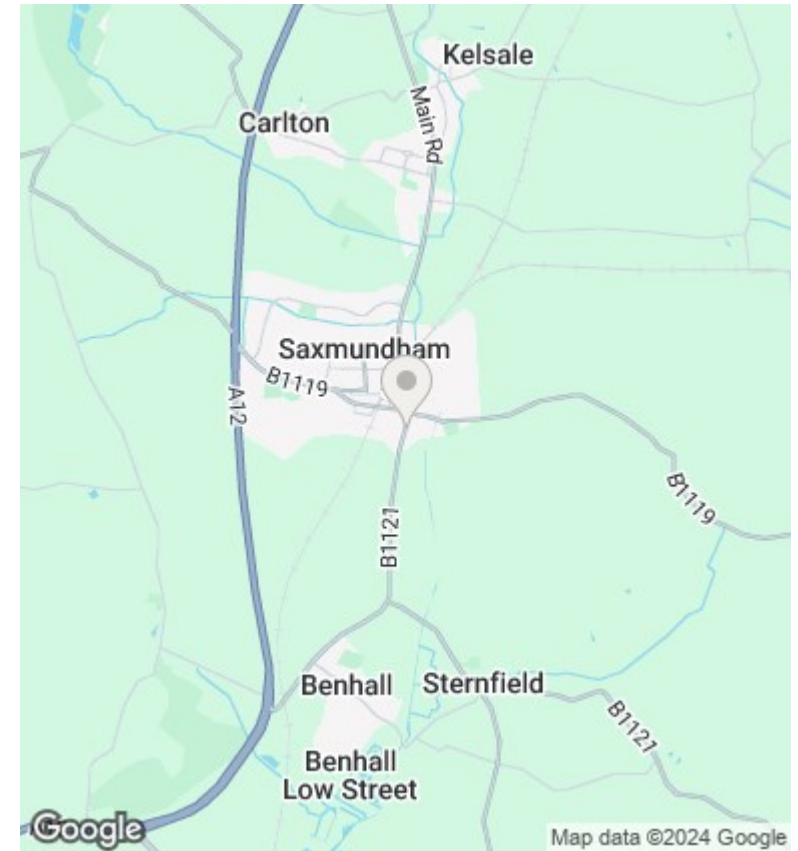 Kelsale
Carlton
Main Rd
Saxmundham
B1119
A12
B1119
B1121
Benhall
Sternfield
B1121
Benhall
Low Street
Google
Map data ©2024 Google